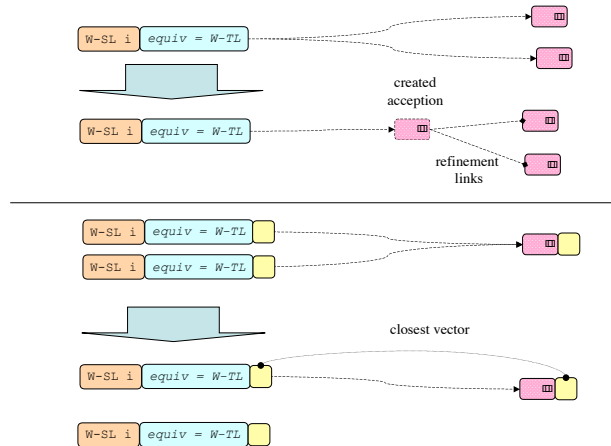 W-SL i equiv = W-TL
created
acception
W-SL i equiv = W-TL
refinement
links
W-SL i equiv = W-TL
W-SL i equiv = W-TL
closest vector
W-SL i equiv = W-TL
W-SL i equiv = W-TL